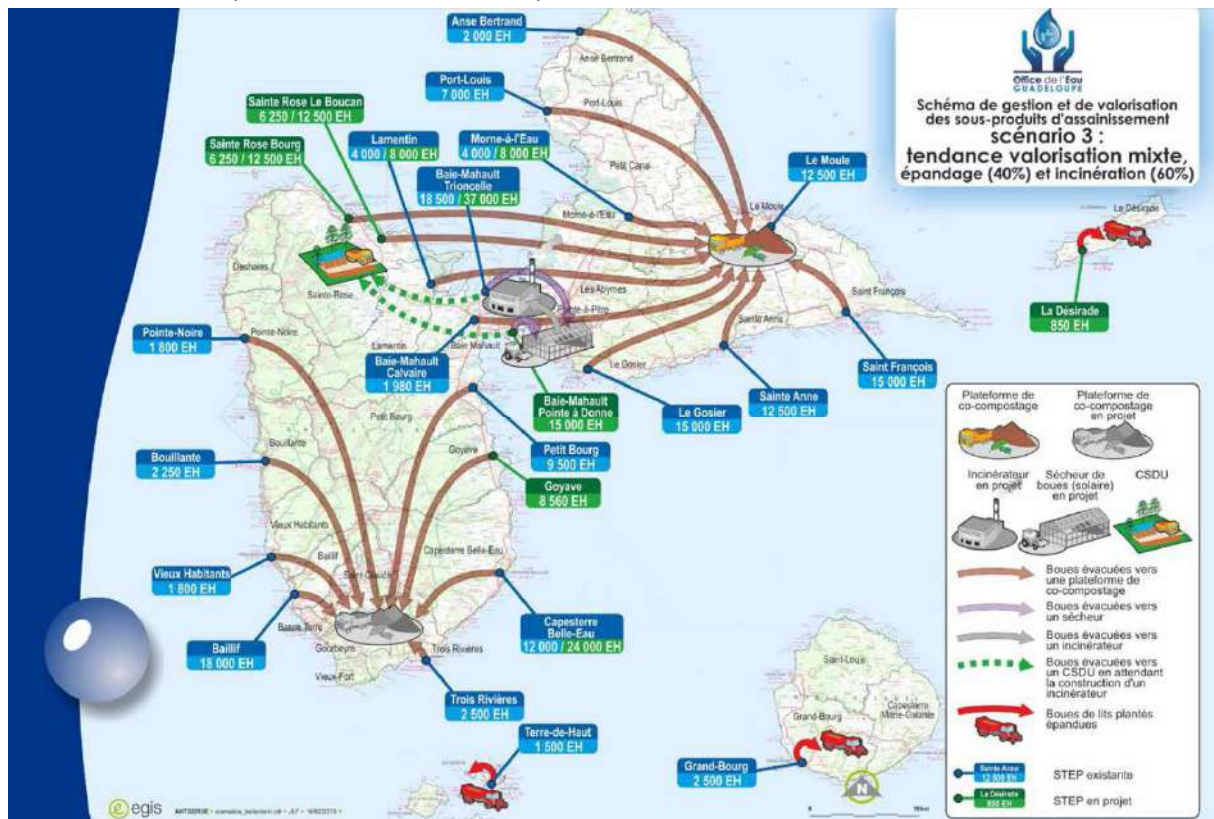 Office de l'Eau
GUADELOUPE
Schéma de gestion et de valorisation
des sous-produits d'assainissement
scénario 3 :
tendance valorisation mixte,
épandage (40%) et incinération (60%)
Anse Bertrand
2 000 EH
Anse Bertrand
Port-Louis
7 000 EH
Port-Louis
Sainte Rose Le Boucan
6 250 / 12 500 EH
Sainte Rose Bourg
6 250 / 12 500 EH
Lamentin
4 000 / 8 000 EH
Morne-à-l'Eau
4 000 / 8 000 EH
Petit Canal
Baie-Mahault
Trioncelle
18 500 / 37 000 EH
Le Moule
12 500 EH
Le Moule
Morne-à-l'Eau
La Désirade
La Désirade
850 EH
Deshaies
Sainte-Rose
Les Abymes
Pointe-à-Pitre
Saint François
Sainte Anne
Pointe-Noire
1 800 EH
Pointe-Noire
Lamentin
Baie Mahault
Le Gosier
Baie-Mahault
Calvaire
1 980 EH
Baie-Mahault
Pointe à Donne
15 000 EH
Le Gosier
15 000 EH
Sainte Anne
12 500 EH
Saint François
15 000 EH
Petit Bourg
Petit Bourg
9 500 EH
Bouillante
2 250 EH
Bouillante
Goyave
Goyave
8 560 EH
Vieux Habitants
Baillif
Capesterre Belle-Eau
Vieux Habitants
1 800 EH
Saint-Claude
Baillif
18 000 EH
Basse Terre
Gourbeyre
Vieux-Fort
Trois Rivières
Capesterre
Belle-Eau
12 000 / 24 000 EH
Trois Rivières
2 500 EH
Terre-de-Haut
1 500 EH
Saint-Louis
Grand-Bourg
Capesterre
Marie-Galante
Grand-Bourg
2 500 EH
N
Plateforme de
co-compostage
Plateforme de
co-compostage
en projet
Incinérateur
en projet
Sécheur de
boues (solaire)
en projet
CSDU
Boues évacuées vers
une plateforme de
co-compostage
Boues évacuées vers
un sécheur
Boues évacuées vers
un incinérateur
Boues évacuées vers
un CSDU en attendant
la construction d'un
incinérateur
Boues de lits plantés
épandues
Sainte Anne
12 500 EH
STEP existante
La Désirade
850 EH
STEP en projet
egis